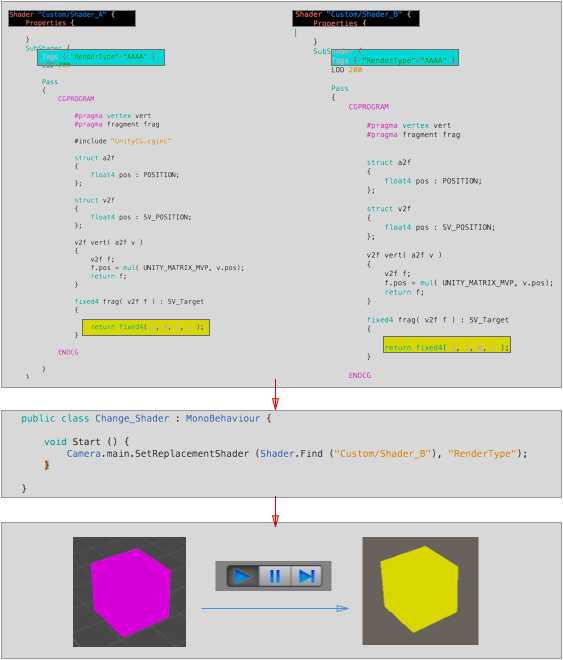 Shader "Custom/Shader_A" {
Properties {
}
SubShader {
Tags { "RenderType"="AAAA" }
LOD 200
Pass
{
CGPROGRAM
#pragma vertex vert
#pragma fragment frag
#include "UnityCG.cginc"
struct a2f
{
float4 pos : POSITION;
};
struct v2f
{
float4 pos : SV_POSITION;
};
v2f vert( a2f v )
{
v2f f;
f.pos = mul( UNITY_MATRIX_MVP, v.pos);
return f;
}
fixed4 frag( v2f f ) : SV_Target
{
return fixed4( , , , );
}
ENDCG
}
}
Shader "Custom/Shader_B" {
Properties {
}
SubShader {
Tags { "RenderType"="AAAA" }
LOD 200
Pass
{
CGPROGRAM
#pragma vertex vert
#pragma fragment frag
struct a2f
{
float4 pos : POSITION;
};
struct v2f
{
float4 pos : SV_POSITION;
};
v2f vert( a2f v )
{
v2f f;
f.pos = mul( UNITY_MATRIX_MVP, v.pos);
return f;
}
fixed4 frag( v2f f ) : SV_Target
{
return fixed4( , , , );
}
ENDCG
public class Change_Shader : MonoBehaviour {
void Start () {
Camera.main.SetReplacementShader (Shader.Find ("Custom/Shader_B"), "RenderType");
}
}